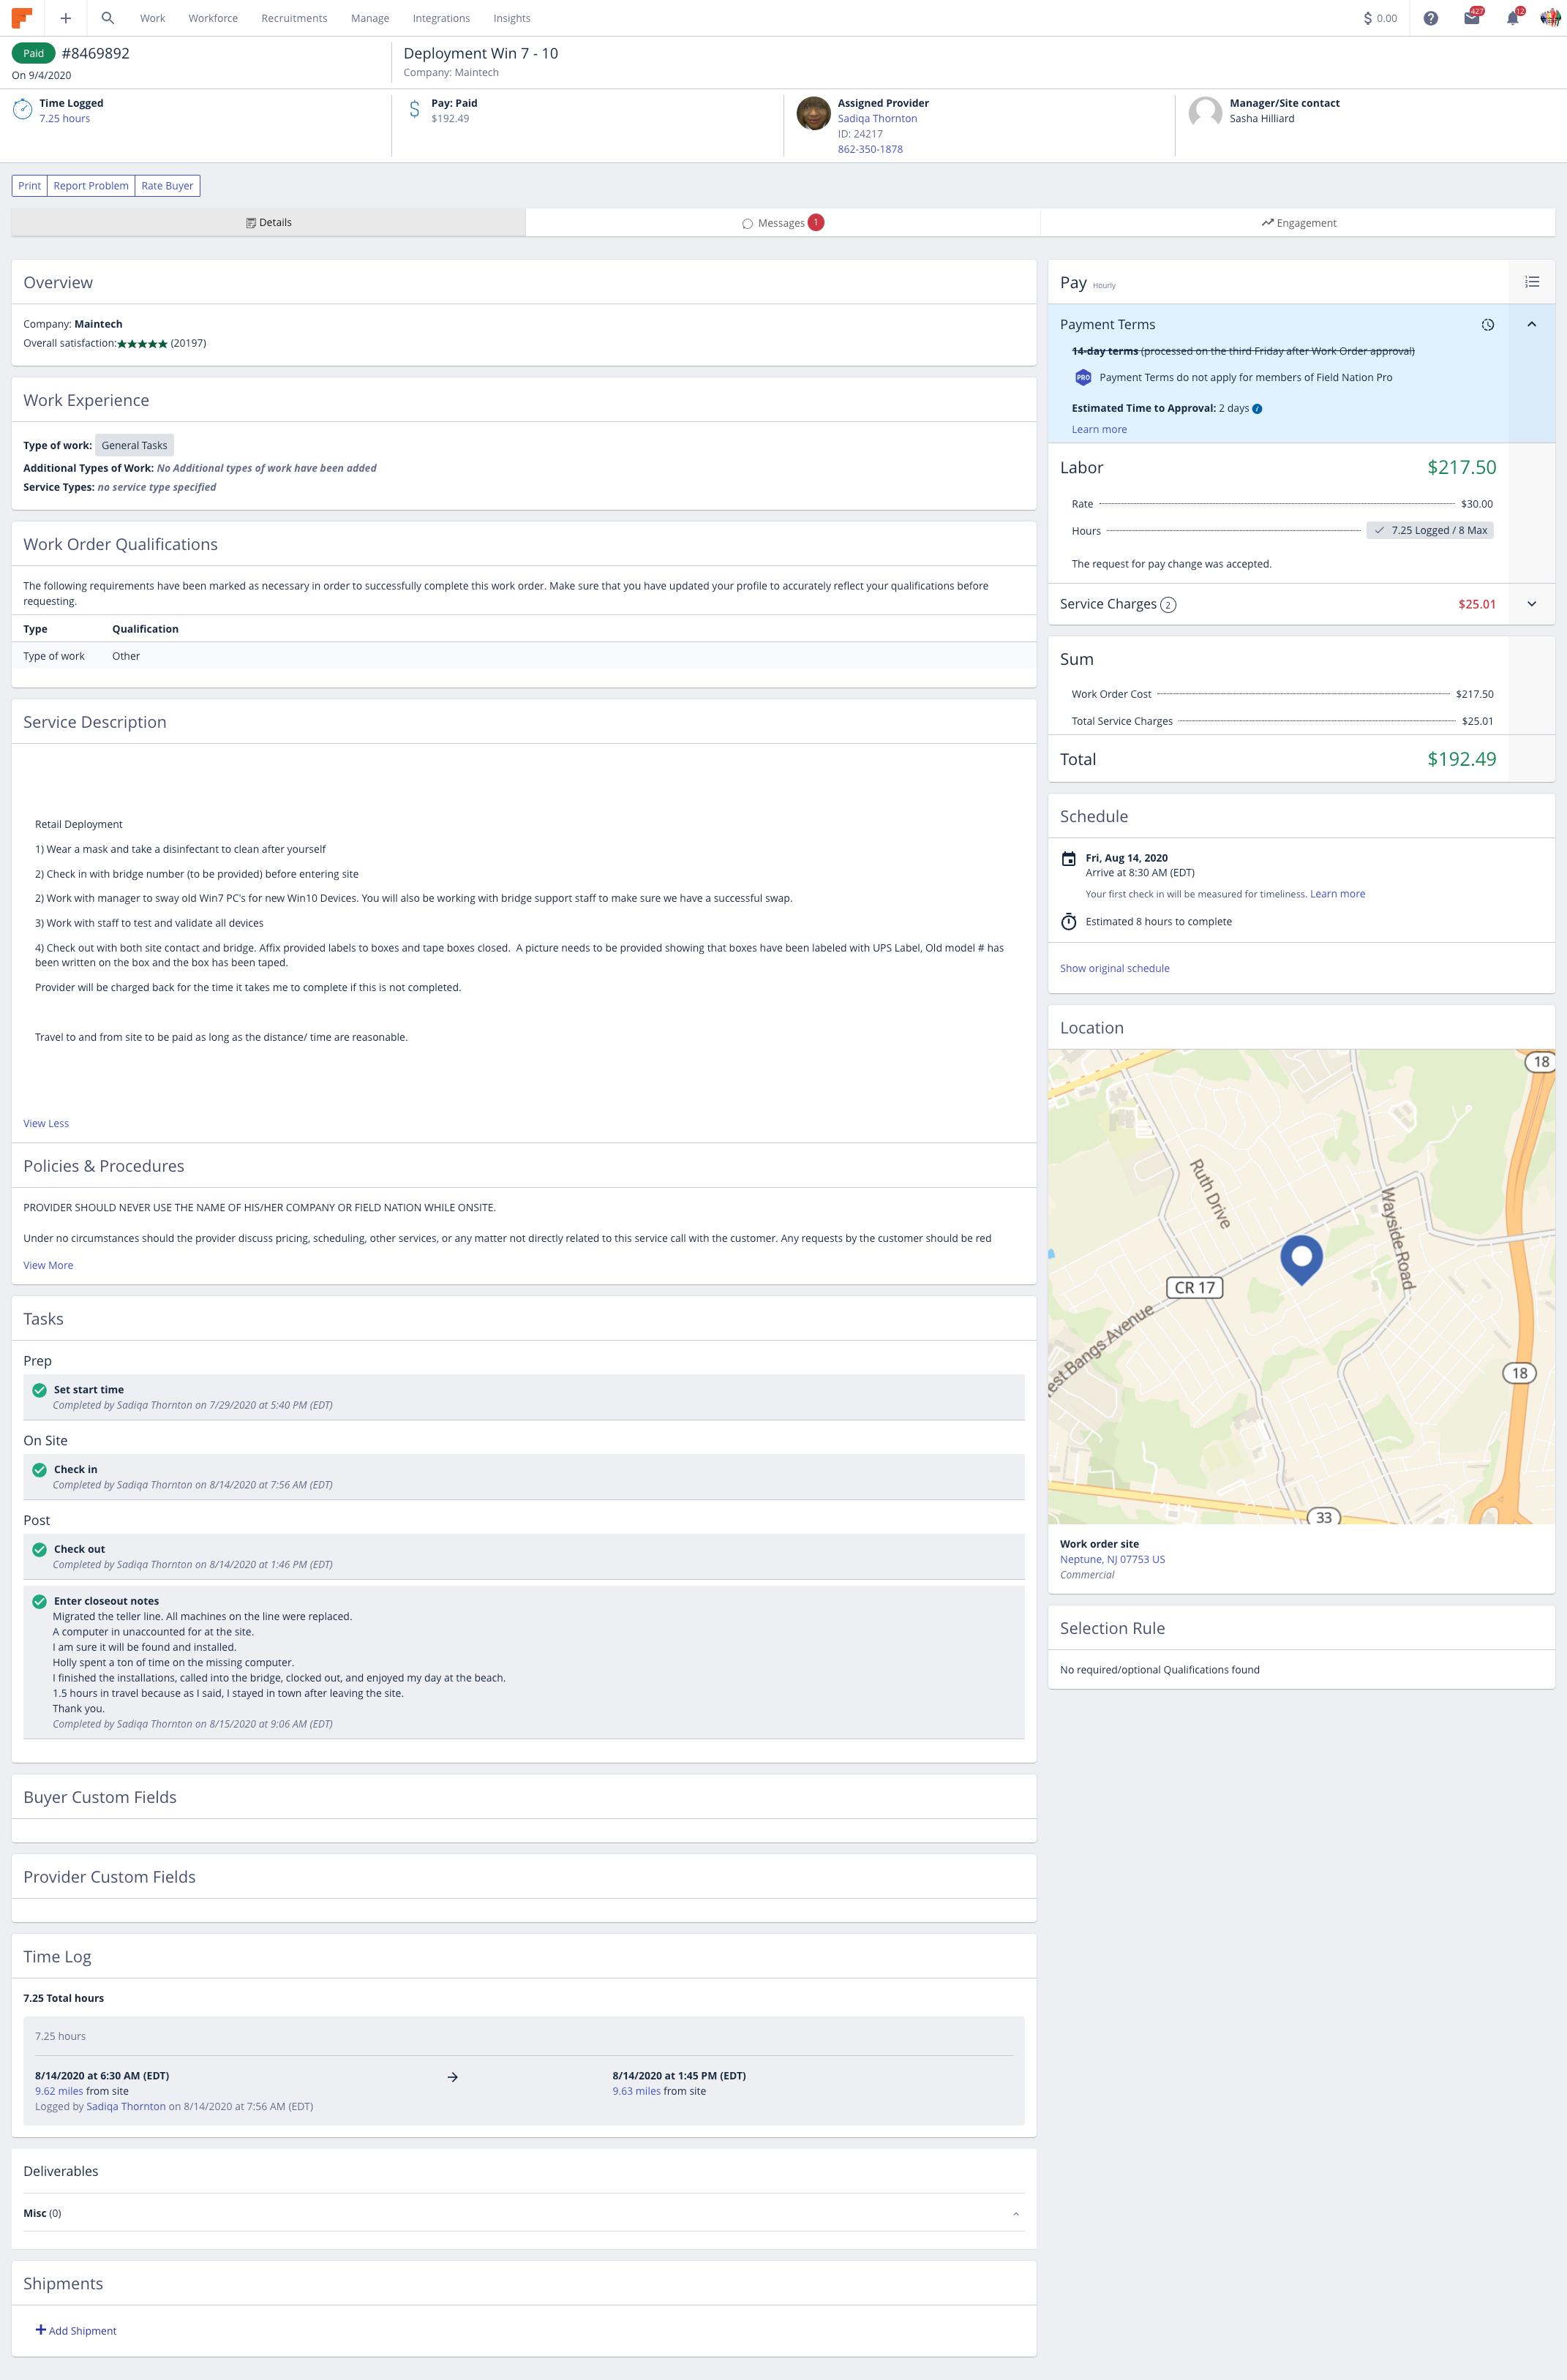 Work Workforce Recruitments Manage Integrations Insights
$ 0.00 427 12
Paid #8469892
On 9/4/2020
Deployment Win 7 - 10
Company: Maintech
Time Logged
7.25 hours
Pay: Paid
$192.49
Assigned Provider
Sadiqa Thornton
ID: 24217
862-350-1878
Manager/Site contact
Sasha Hilliard
Print Report Problem Rate Buyer
Details Messages 1 Engagement
Overview
Company: Maintech
Overall satisfaction: ★★★★★ (20197)
Work Experience
Type of work: General Tasks
Additional Types of Work: No Additional types of work have been added
Service Types: no service type specified
Work Order Qualifications
The following requirements have been marked as necessary in order to successfully complete this work order. Make sure that you have updated your profile to accurately reflect your qualifications before
requesting.
Type Qualification
Type of work Other
Service Description
Retail Deployment
1) Wear a mask and take a disinfectant to clean after yourself
2) Check in with bridge number (to be provided) before entering site
2) Work with manager to sway old Win7 PC's for new Win10 Devices. You will also be working with bridge support staff to make sure we have a successful swap.
3) Work with staff to test and validate all devices
4) Check out with both site contact and bridge. Affix provided labels to boxes and tape boxes closed.  A picture needs to be provided showing that boxes have been labeled with UPS Label, Old model # has
been written on the box and the box has been taped.
Provider will be charged back for the time it takes me to complete if this is not completed.
Travel to and from site to be paid as long as the distance/ time are reasonable.
View Less
Policies & Procedures
PROVIDER SHOULD NEVER USE THE NAME OF HIS/HER COMPANY OR FIELD NATION WHILE ONSITE.
Under no circumstances should the provider discuss pricing, scheduling, other services, or any matter not directly related to this service call with the customer. Any requests by the customer should be red
View More
Tasks
Prep
Set start time
Completed by Sadiqa Thornton on 7/29/2020 at 5:40 PM (EDT)
On Site
Check in
Completed by Sadiqa Thornton on 8/14/2020 at 7:56 AM (EDT)
Post
Check out
Completed by Sadiqa Thornton on 8/14/2020 at 1:46 PM (EDT)
Enter closeout notes
Migrated the teller line. All machines on the line were replaced.
A computer in unaccounted for at the site.
I am sure it will be found and installed.
Holly spent a ton of time on the missing computer.
I finished the installations, called into the bridge, clocked out, and enjoyed my day at the beach.
1.5 hours in travel because as I said, I stayed in town after leaving the site.
Thank you.
Completed by Sadiqa Thornton on 8/15/2020 at 9:06 AM (EDT)
Buyer Custom Fields
Provider Custom Fields
Time Log
7.25 Total hours
7.25 hours
8/14/2020 at 6:30 AM (EDT) → 8/14/2020 at 1:45 PM (EDT)
9.62 miles from site 9.63 miles from site
Logged by Sadiqa Thornton on 8/14/2020 at 7:56 AM (EDT)
Deliverables
Misc (0)
Shipments
+ Add Shipment
Pay Hourly
Payment Terms
14-day terms (processed on the third Friday after Work Order approval)
PRO Payment Terms do not apply for members of Field Nation Pro
Estimated Time to Approval: 2 days
Learn more
Labor $217.50
Rate $30.00
Hours 7.25 Logged / 8 Max
The request for pay change was accepted.
Service Charges 2 $25.01
Sum
Work Order Cost $217.50
Total Service Charges $25.01
Total $192.49
Schedule
Fri, Aug 14, 2020
Arrive at 8:30 AM (EDT)
Your first check in will be measured for timeliness. Learn more
Estimated 8 hours to complete
Show original schedule
Location
18
Ruth Drive
Wayside Road
CR 17
est Bangs Avenue
18
33
Work order site
Neptune, NJ 07753 US
Commercial
Selection Rule
No required/optional Qualifications found